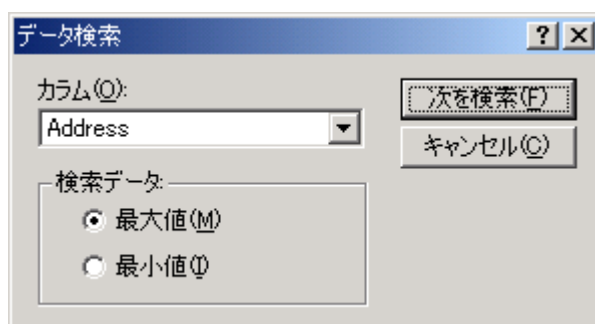 データ検索
カラム(O):
Address
次を検索(F)
キャンセル(C)
検索データ:
最大値(M)
最小値(I)